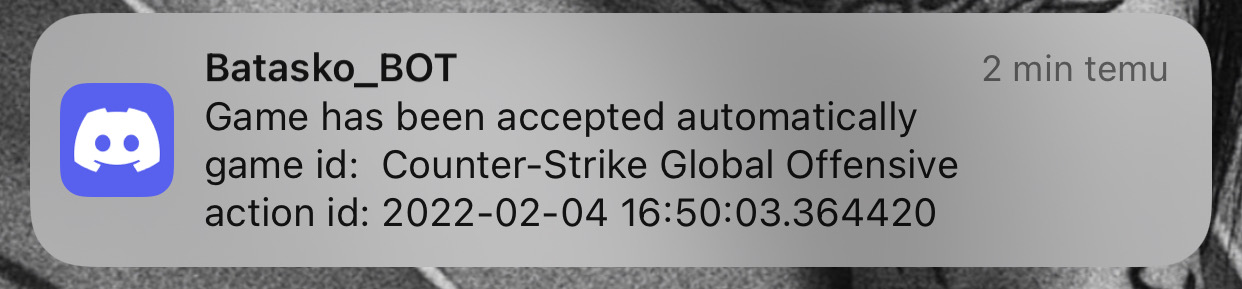 Batasko_BOT 2 min temu
Game has been accepted automatically
game id:  Counter-Strike Global Offensive
action id: 2022-02-04 16:50:03.364420